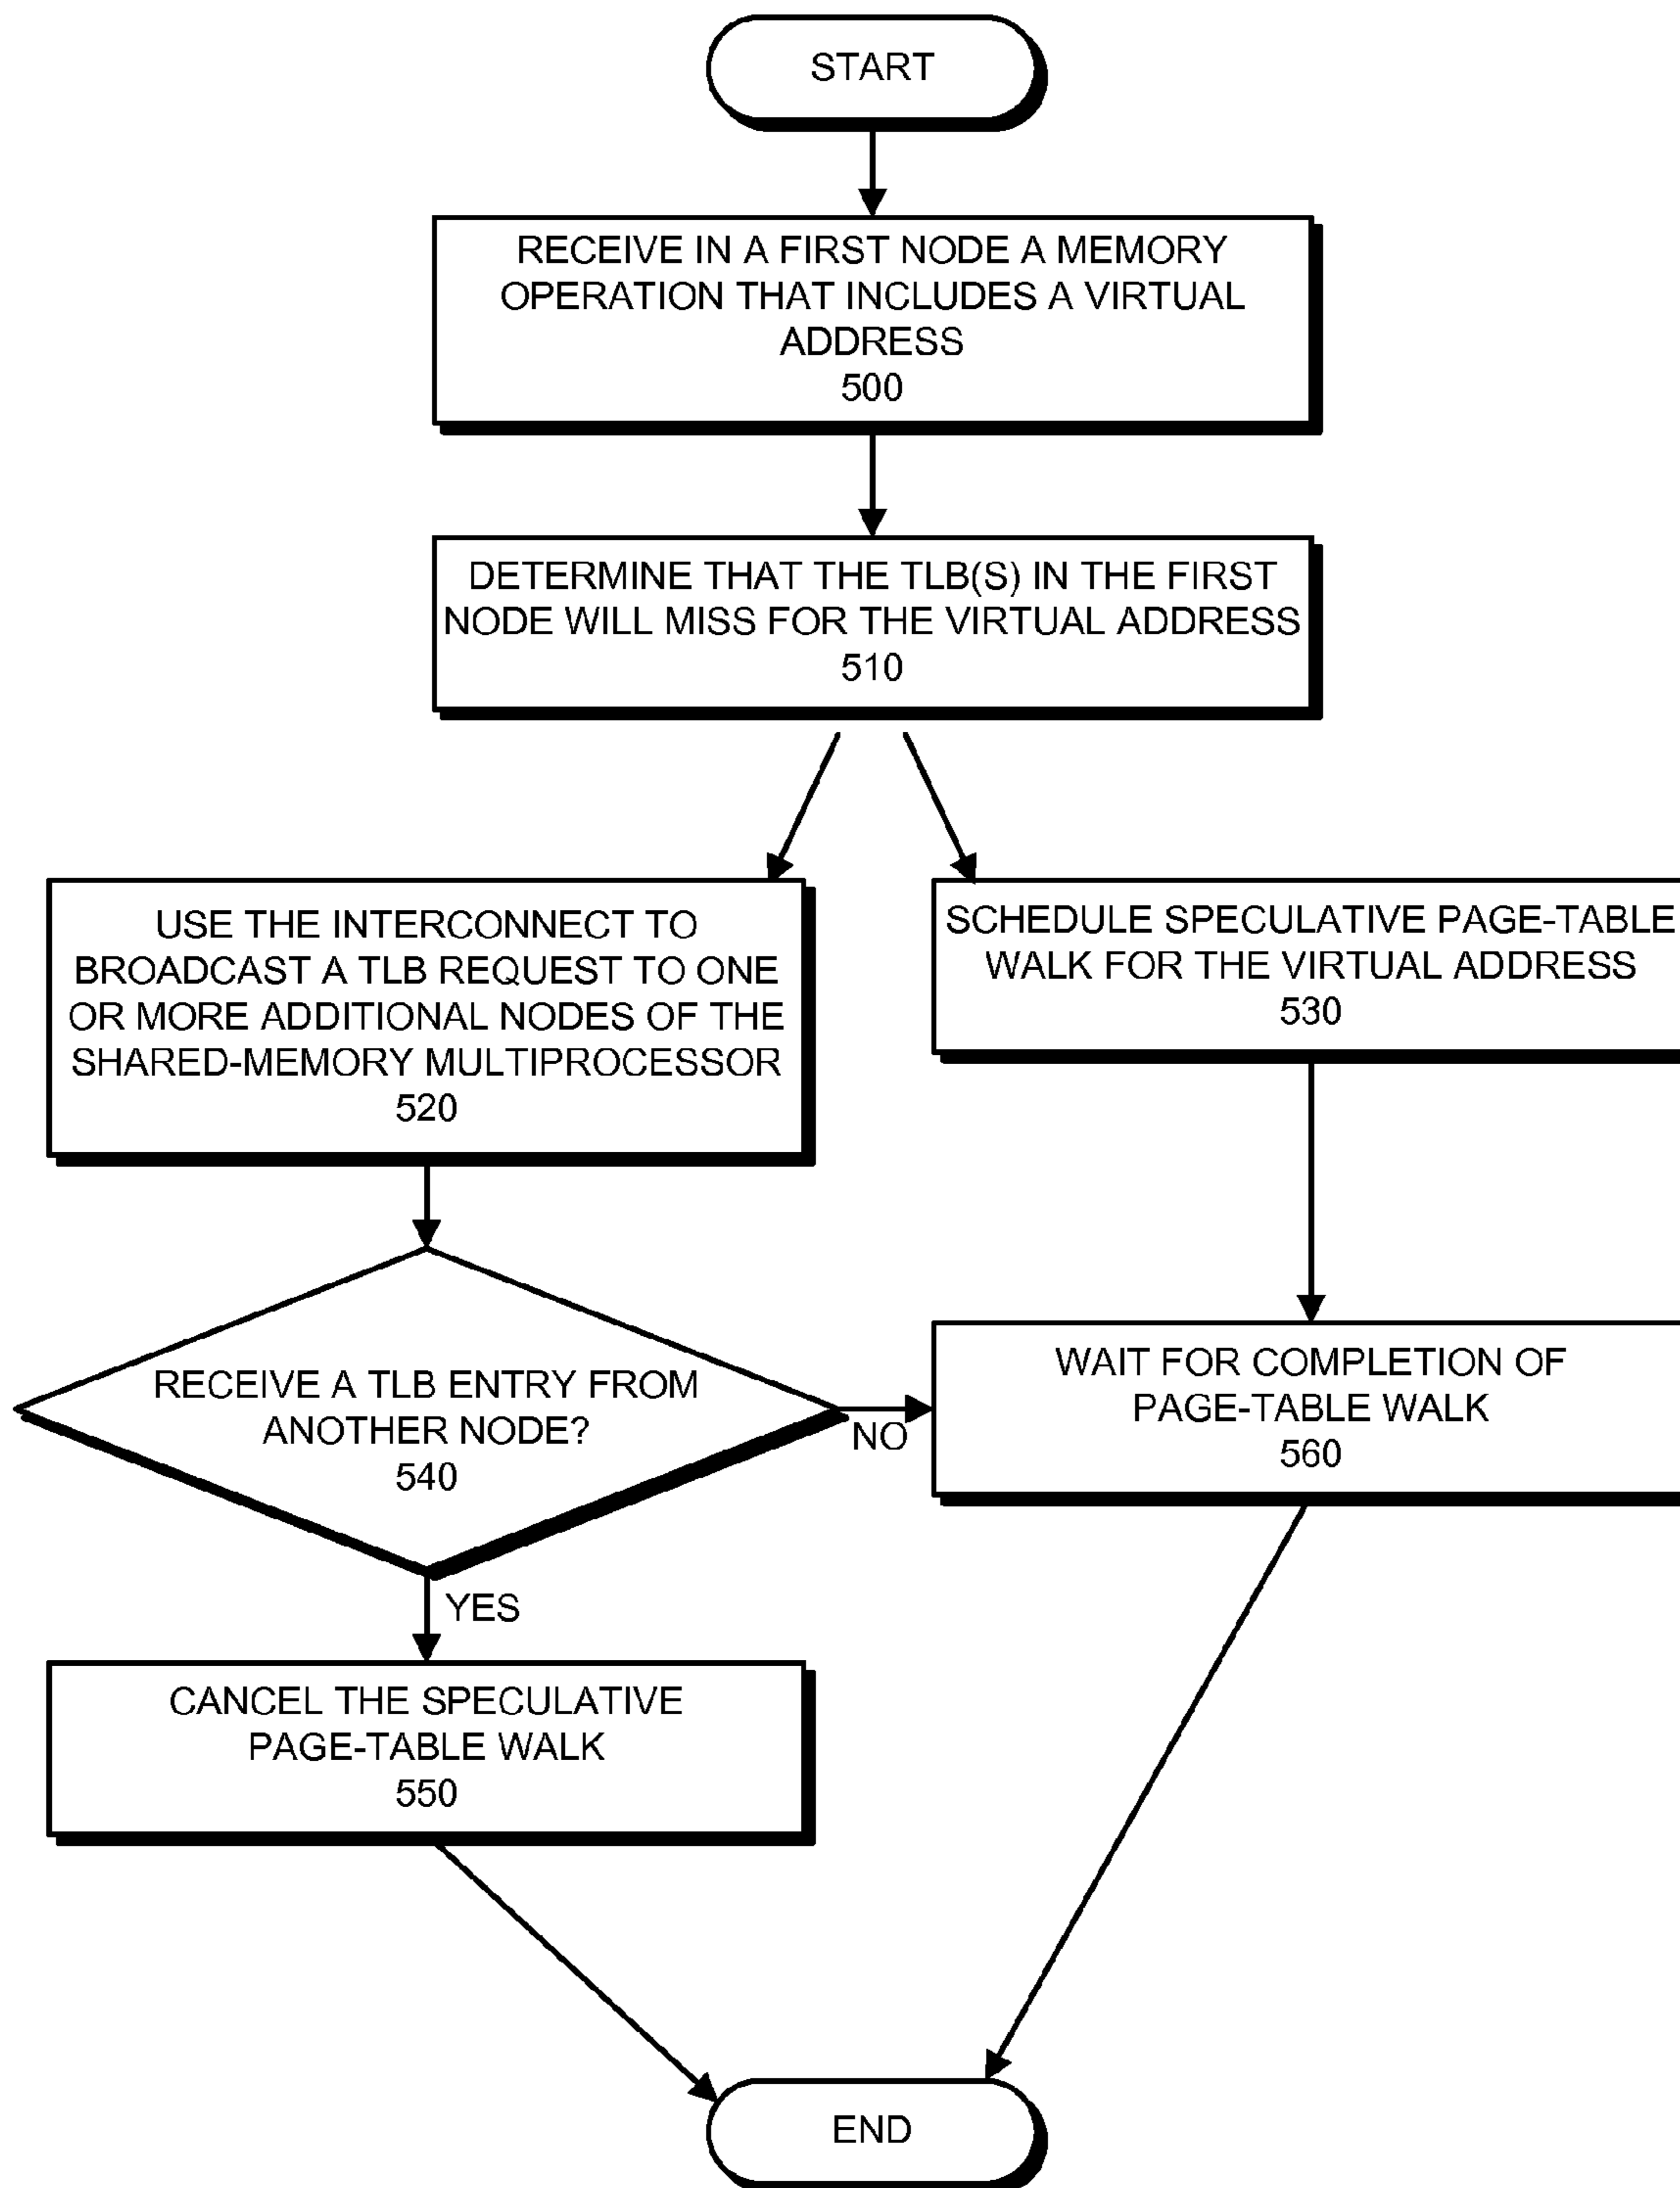 START
RECEIVE IN A FIRST NODE A MEMORY
OPERATION THAT INCLUDES A VIRTUAL
ADDRESS
500
DETERMINE THAT THE TLB(S) IN THE FIRST
NODE WILL MISS FOR THE VIRTUAL ADDRESS
510
USE THE INTERCONNECT TO
BROADCAST A TLB REQUEST TO ONE
OR MORE ADDITIONAL NODES OF THE
SHARED-MEMORY MULTIPROCESSOR
520
SCHEDULE SPECULATIVE PAGE-TABLE
WALK FOR THE VIRTUAL ADDRESS
530
RECEIVE A TLB ENTRY FROM
ANOTHER NODE?
540
NO
WAIT FOR COMPLETION OF
PAGE-TABLE WALK
560
YES
CANCEL THE SPECULATIVE
PAGE-TABLE WALK
550
END